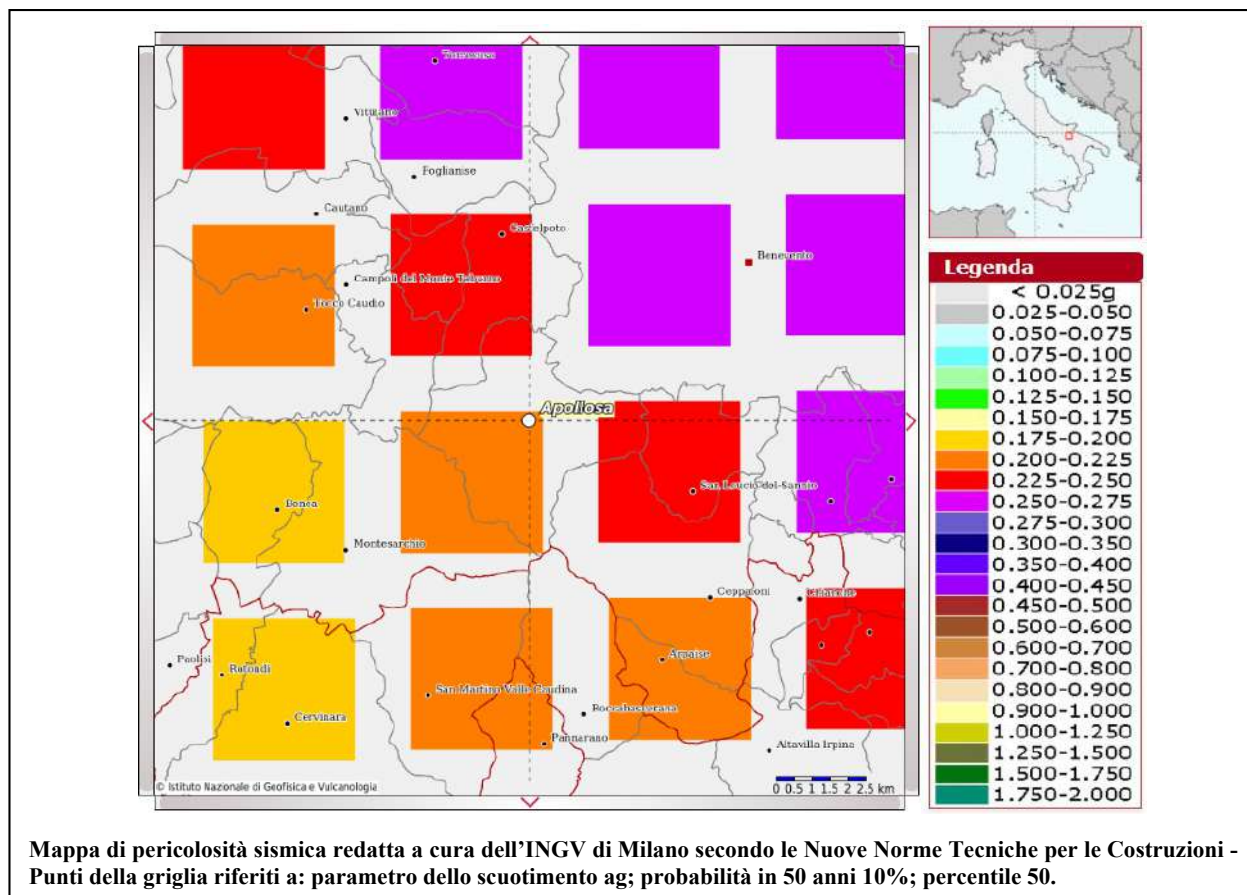 Torrecuso
Vitulano
Foglianise
Cautano
Castelpoto
Benevento
Campoli del Monte Taburno
Tocco Caudio
Apollosa
San Leucio del Sannio
Bonea
Montesarchio
Ceppaloni
Chianche
Paolisi
Rotondi
Arpaise
San Martino Valle Caudina
Roccabascerana
Cervinara
Pannarano
Altavilla Irpina
© Istituto Nazionale di Geofisica e Vulcanologia
0 0.5 1 1.5 2 2.5 km
Legenda
< 0.025g
0.025-0.050
0.050-0.075
0.075-0.100
0.100-0.125
0.125-0.150
0.150-0.175
0.175-0.200
0.200-0.225
0.225-0.250
0.250-0.275
0.275-0.300
0.300-0.350
0.350-0.400
0.400-0.450
0.450-0.500
0.500-0.600
0.600-0.700
0.700-0.800
0.800-0.900
0.900-1.000
1.000-1.250
1.250-1.500
1.500-1.750
1.750-2.000
Mappa di pericolosità sismica redatta a cura dell'INGV di Milano secondo le Nuove Norme Tecniche per le Costruzioni -
Punti della griglia riferiti a: parametro dello scuotimento ag; probabilità in 50 anni 10%; percentile 50.